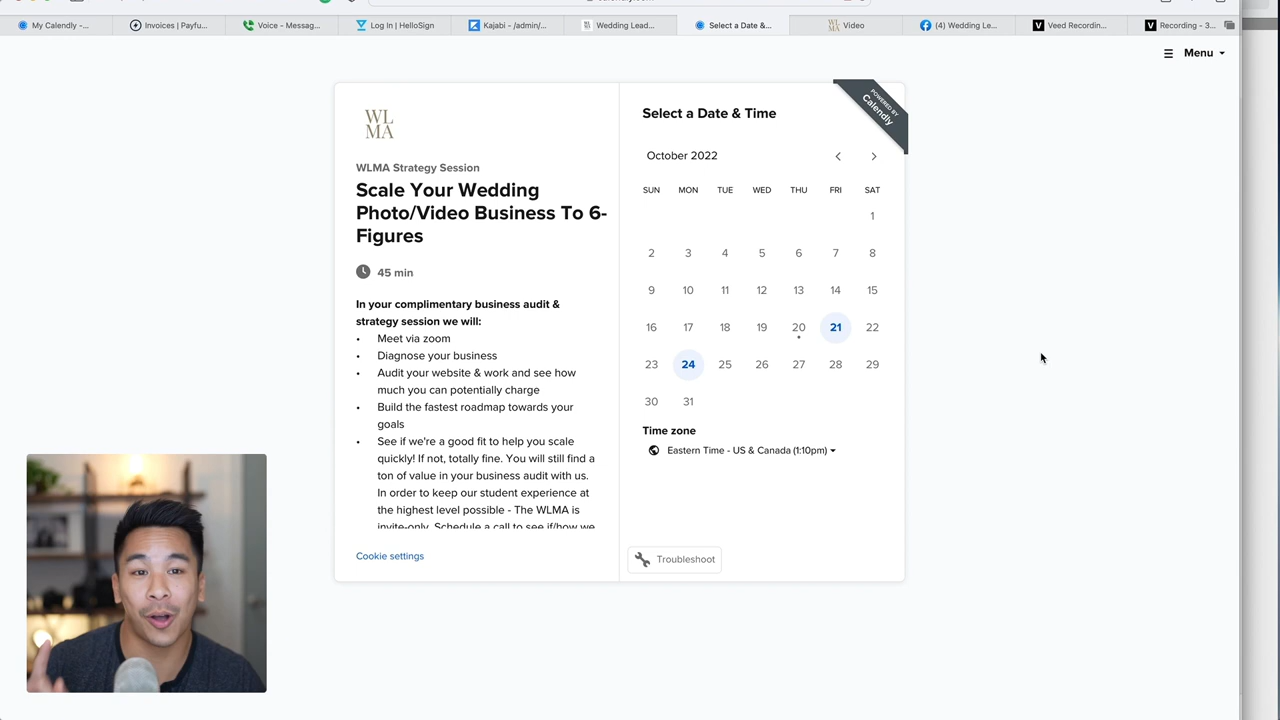 My Calendly -...
Invoices | Payfu...
Voice - Messag...
Log In | HelloSign
Kajabi - /admin/...
Wedding Lead...
Select a Date &...
Video
(4) Wedding Le...
Veed Recordin...
Recording - 3...
Menu
WL
MA
WLMA Strategy Session
Scale Your Wedding
Photo/Video Business To 6-
Figures
45 min
In your complimentary business audit &
strategy session we will:
• Meet via zoom
• Diagnose your business
• Audit your website & work and see how
much you can potentially charge
• Build the fastest roadmap towards your
goals
• See if we're a good fit to help you scale
quickly! If not, totally fine. You will still find a
ton of value in your business audit with us.
In order to keep our student experience at
the highest level possible - The WLMA is
invite-only. Schedule a call to see if/how we
Cookie settings
POWERED BY
Calendly
Select a Date & Time
October 2022
SUN MON TUE WED THU FRI SAT
1
2 3 4 5 6 7 8
9 10 11 12 13 14 15
16 17 18 19 20 21 22
23 24 25 26 27 28 29
30 31
Time zone
Eastern Time - US & Canada (1:10pm)
Troubleshoot